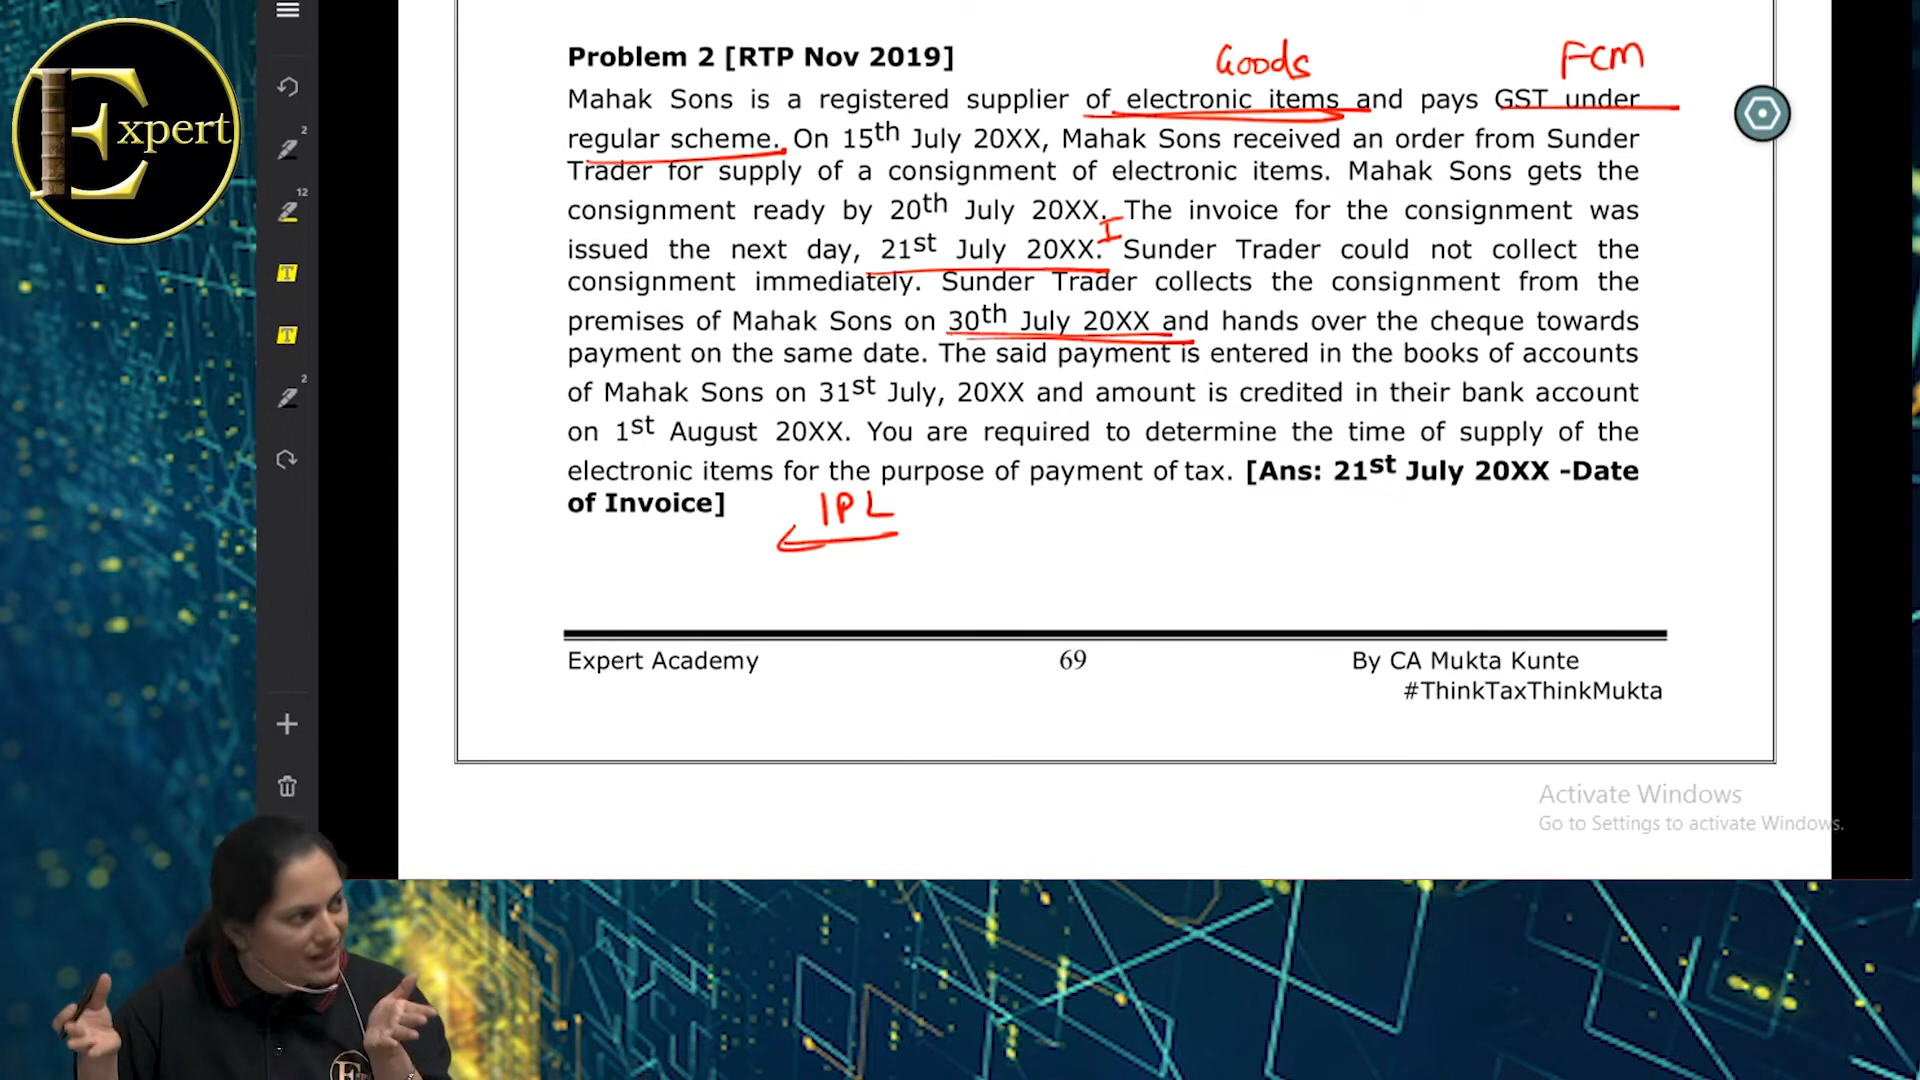 Expert
Goods
FCM
Problem 2 [RTP Nov 2019]
Mahak Sons is a registered supplier of electronic items and pays GST under
regular scheme. On 15th July 20XX, Mahak Sons received an order from Sunder
Trader for supply of a consignment of electronic items. Mahak Sons gets the
consignment ready by 20th July 20XX. The invoice for the consignment was
I
issued the next day, 21st July 20XX. Sunder Trader could not collect the
consignment immediately. Sunder Trader collects the consignment from the
premises of Mahak Sons on 30th July 20XX and hands over the cheque towards
payment on the same date. The said payment is entered in the books of accounts
of Mahak Sons on 31st July, 20XX and amount is credited in their bank account
on 1st August 20XX. You are required to determine the time of supply of the
electronic items for the purpose of payment of tax. [Ans: 21st July 20XX -Date
of Invoice]
IPL
Expert Academy 69 By CA Mukta Kunte
#ThinkTaxThinkMukta
Activate Windows
Go to Settings to activate Windows.
2
12
T
T
2